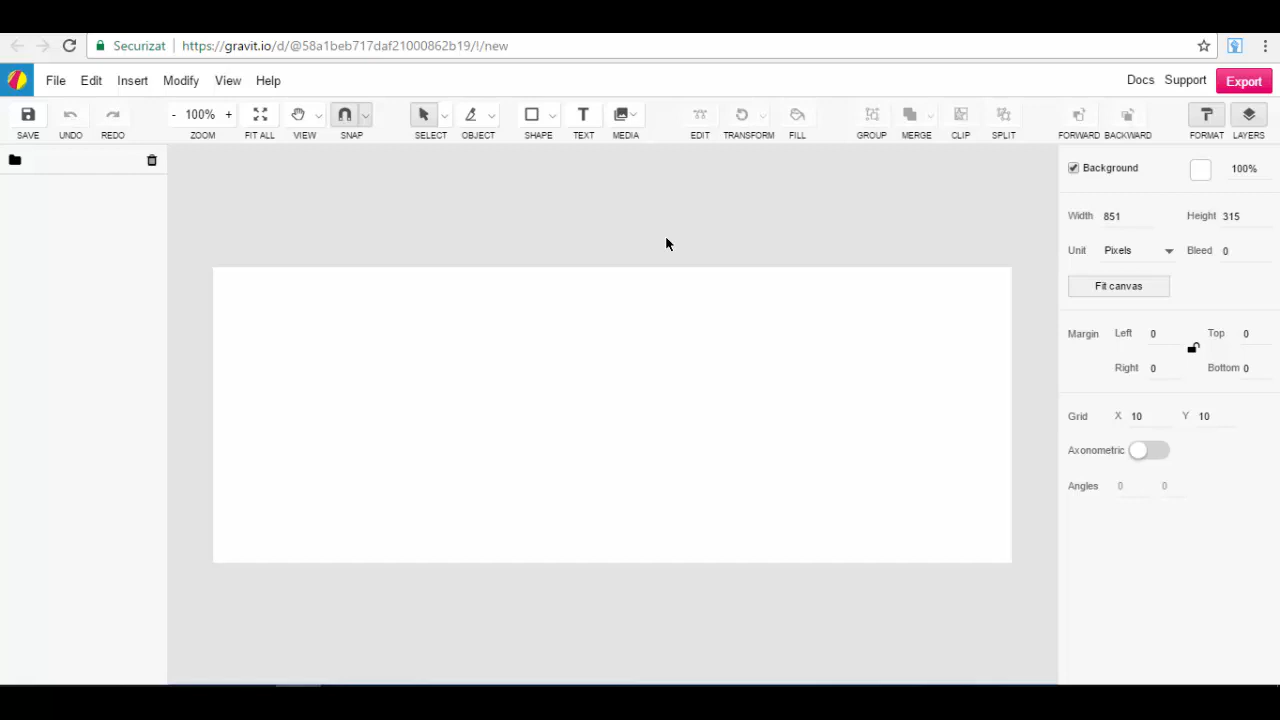 Securizat https://gravit.io/d/@58a1beb717daf21000862b19/!/new
File Edit Insert Modify View Help Docs Support Export
- 100% +
SAVE UNDO REDO ZOOM FIT ALL VIEW SNAP SELECT OBJECT SHAPE TEXT MEDIA EDIT TRANSFORM FILL GROUP MERGE CLIP SPLIT FORWARD BACKWARD FORMAT LAYERS
Background 100%
Width 851 Height 315
Unit Pixels Bleed 0
Fit canvas
Margin Left 0 Top 0
Right 0 Bottom 0
Grid X 10 Y 10
Axonometric
Angles 0 0